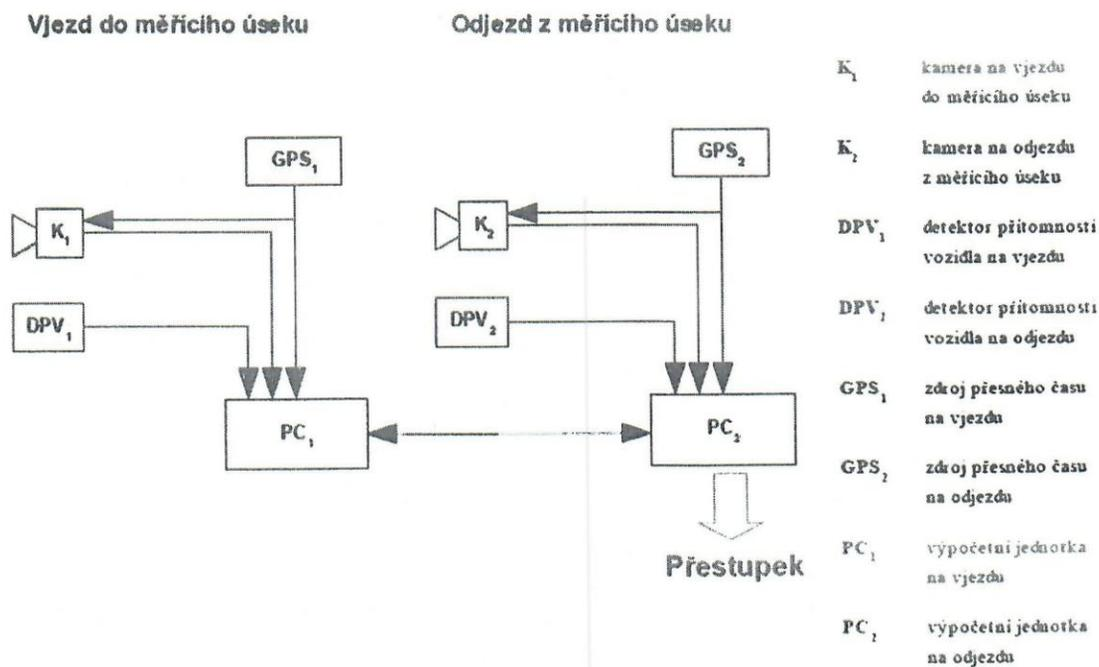 Vjezd do měřícího úseku
Odjezd z měřícího úseku
GPS1
K1
DPV1
PC1
GPS2
K2
DPV2
PC2
Přestupek
K1 kamera na vjezdu
do měřicího úseku
K2 kamera na odjezdu
z měřicího úseku
DPV1 detektor přítomnosti
vozidla na vjezdu
DPV2 detektor přítomnosti
vozidla na odjezdu
GPS1 zdroj přesného času
na vjezdu
GPS2 zdroj přesného času
na odjezdu
PC1 výpočetní jednotka
na vjezdu
PC2 výpočetní jednotka
na odjezdu